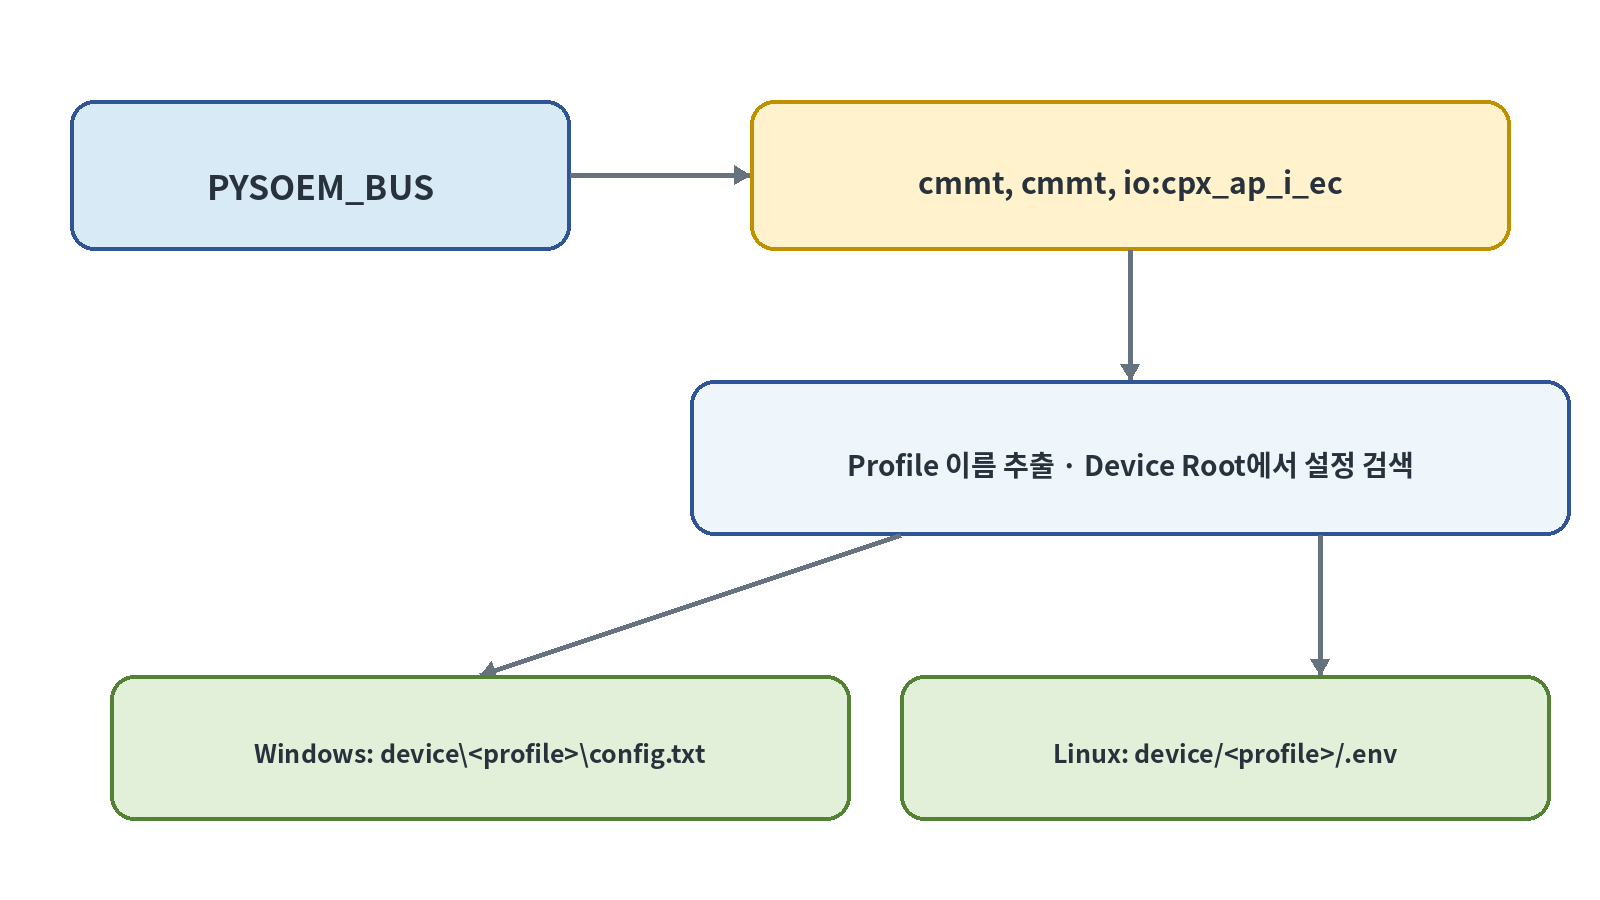 PYSOEM_BUS
cmmt, cmmt, io:cpx_ap_i_ec
Profile 이름 추출 · Device Root에서 설정 검색
Windows: device\<profile>\config.txt
Linux: device/<profile>/.env